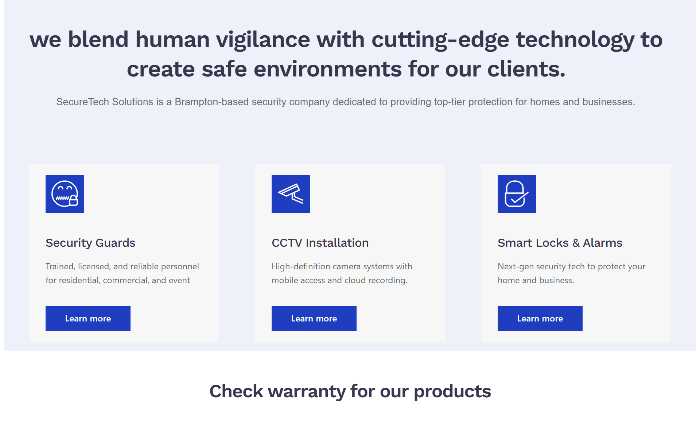 we blend human vigilance with cutting-edge technology to
create safe environments for our clients.
SecureTech Solutions is a Brampton-based security company dedicated to providing top-tier protection for homes and businesses.
Security Guards
Trained, licensed, and reliable personnel
for residential, commercial, and event
Learn more
CCTV Installation
High-definition camera systems with
mobile access and cloud recording.
Learn more
Smart Locks & Alarms
Next-gen security tech to protect your
home and business.
Learn more
Check warranty for our products